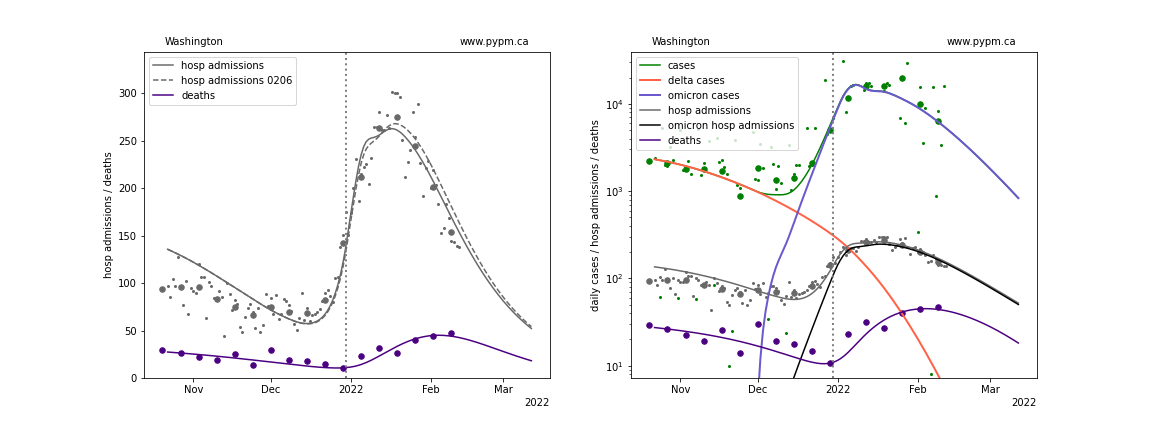 Washington
www.pypm.ca
hosp admissions
hosp admissions 0206
deaths
hosp admissions / deaths
300
250
200
150
100
50
0
Nov
Dec
2022
Feb
Mar
2022
Washington
www.pypm.ca
cases
delta cases
omicron cases
hosp admissions
omicron hosp admissions
deaths
daily cases / hosp admissions / deaths
10⁴
10³
10²
10¹
Nov
Dec
2022
Feb
Mar
2022